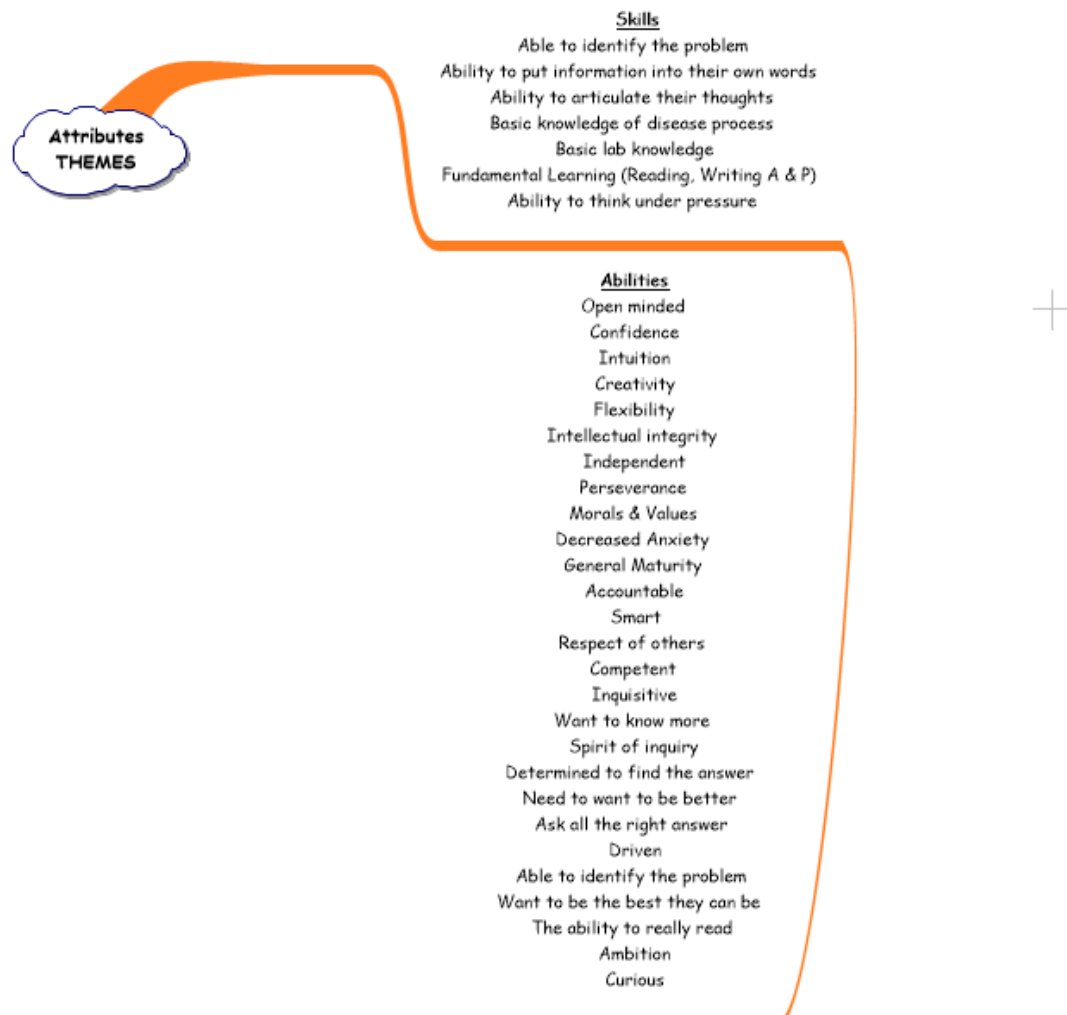 Attributes
THEMES
Skills
Able to identify the problem
Ability to put information into their own words
Ability to articulate their thoughts
Basic knowledge of disease process
Basic lab knowledge
Fundamental Learning (Reading, Writing A & P)
Ability to think under pressure
Abilities
Open minded
Confidence
Intuition
Creativity
Flexibility
Intellectual integrity
Independent
Perseverance
Morals & Values
Decreased Anxiety
General Maturity
Accountable
Smart
Respect of others
Competent
Inquisitive
Want to know more
Spirit of inquiry
Determined to find the answer
Need to want to be better
Ask all the right answer
Driven
Able to identify the problem
Want to be the best they can be
The ability to really read
Ambition
Curious